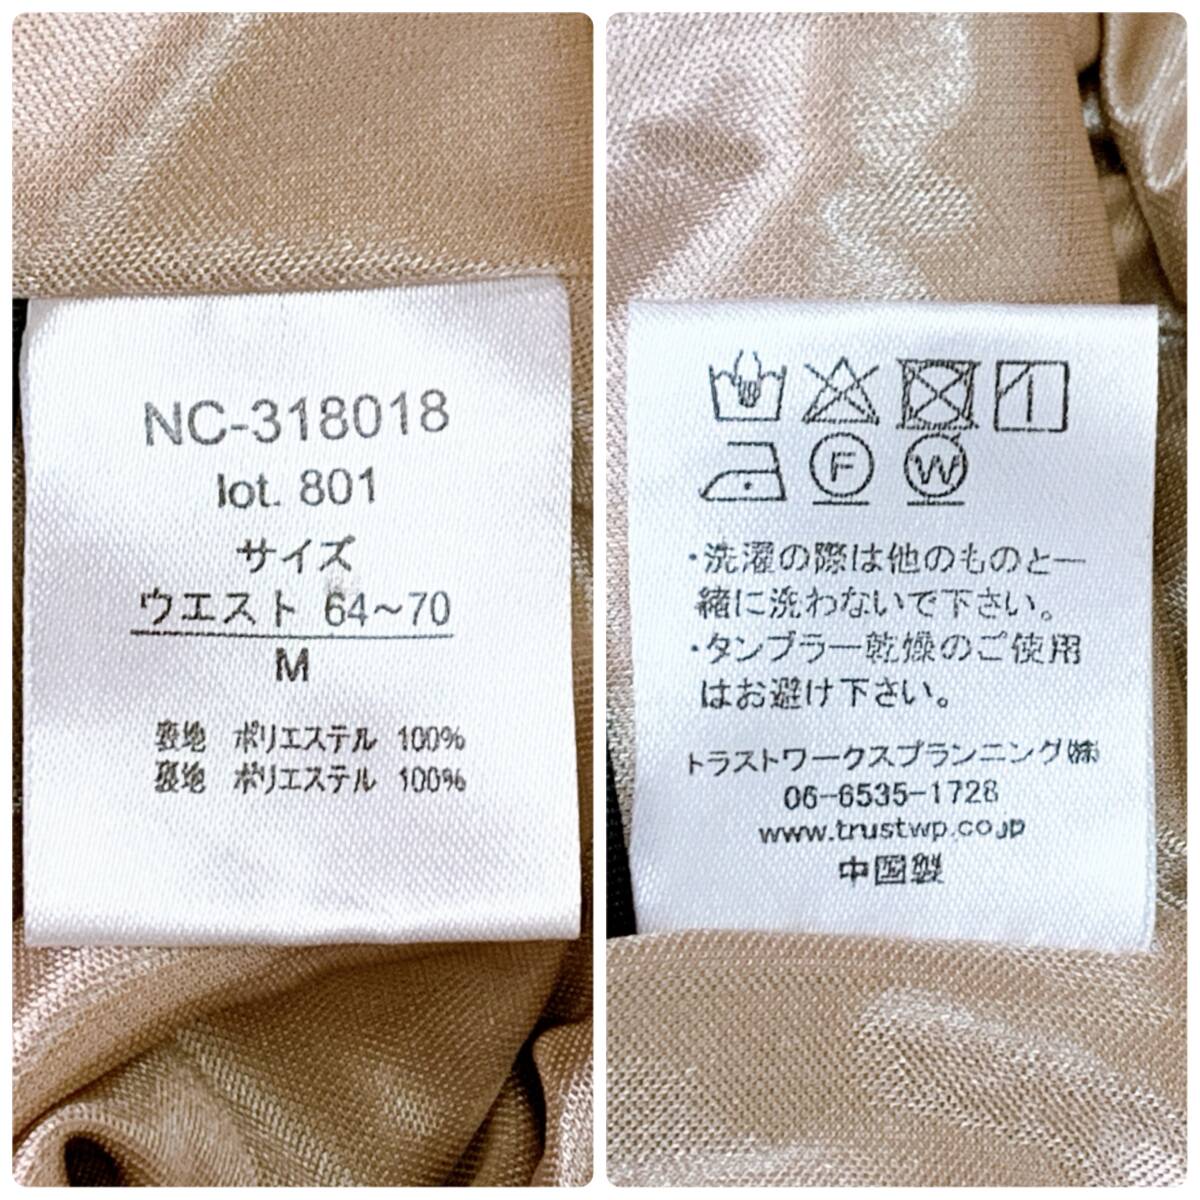 NC-318018
lot. 801
サイズ
ウエスト 64〜70
M
表地 ポリエステル 100%
裏地 ポリエステル 100%
F W
・洗濯の際は他のものと一
緒に洗わないで下さい。
・タンブラー乾燥のご使用
はお避け下さい。
トラストワークスプランニング㈱
06-6535-1728
www.trustwp.co.jp
中国製